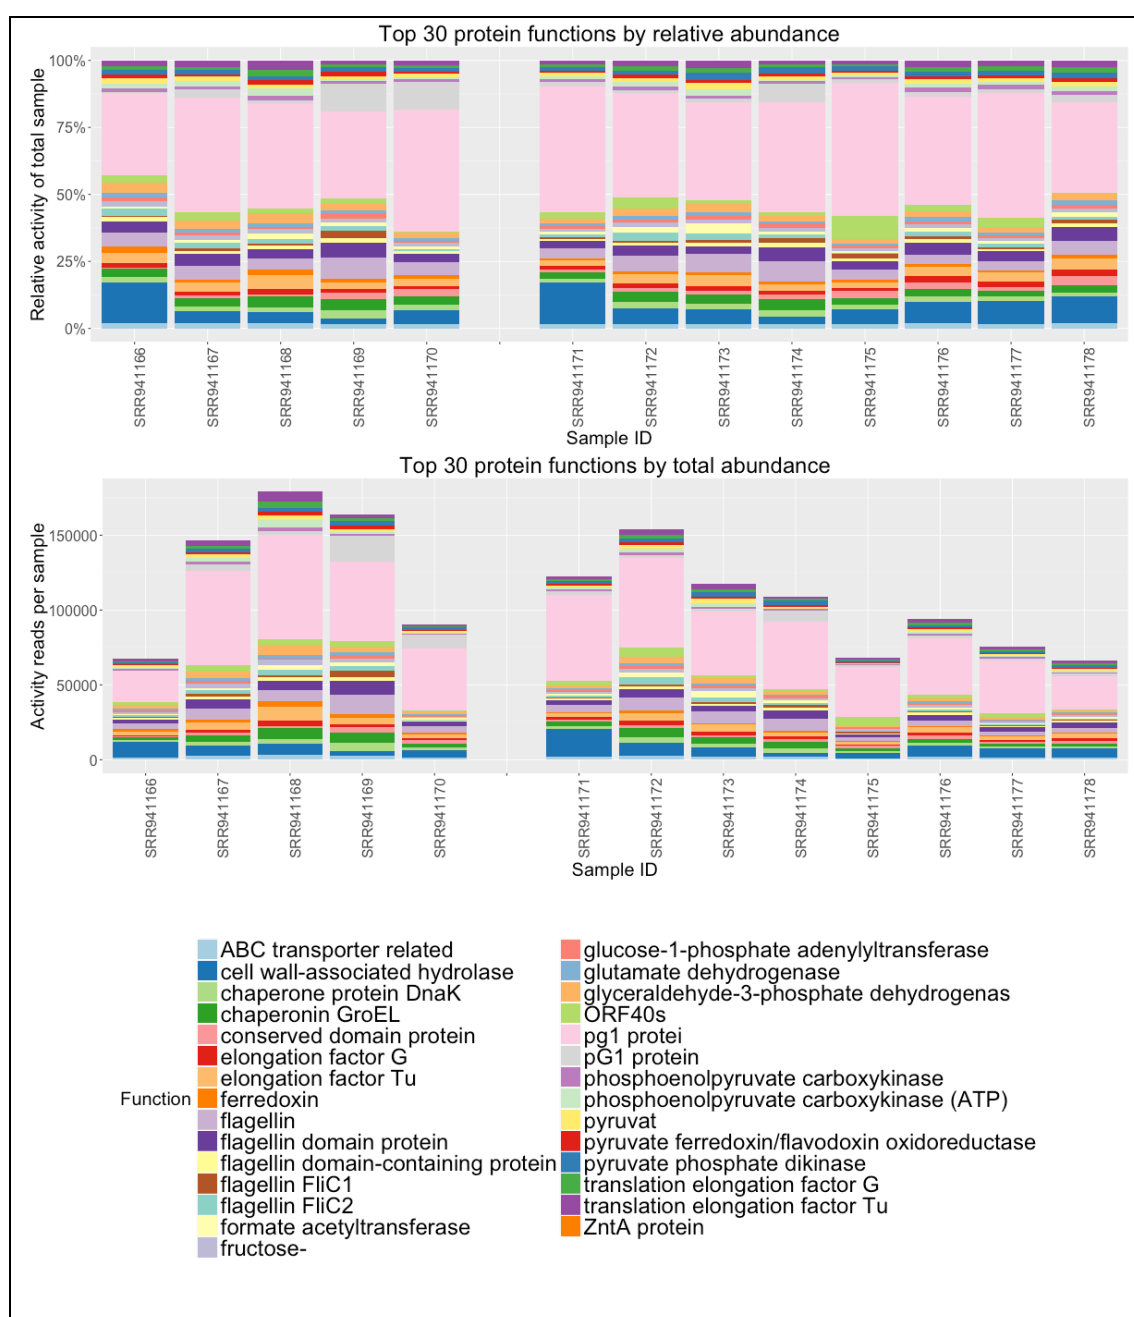 Top 30 protein functions by relative abundance
Relative activity of total sample
100%
75%
50%
25%
0%
SRR941166
SRR941167
SRR941168
SRR941169
SRR941170
SRR941171
SRR941172
SRR941173
SRR941174
SRR941175
SRR941176
SRR941177
SRR941178
Sample ID
Top 30 protein functions by total abundance
Activity reads per sample
150000
100000
50000
0
SRR941166
SRR941167
SRR941168
SRR941169
SRR941170
SRR941171
SRR941172
SRR941173
SRR941174
SRR941175
SRR941176
SRR941177
SRR941178
Sample ID
Function
ABC transporter related
cell wall-associated hydrolase
chaperone protein DnaK
chaperonin GroEL
conserved domain protein
elongation factor G
elongation factor Tu
ferredoxin
flagellin
flagellin domain protein
flagellin domain-containing protein
flagellin FliC1
flagellin FliC2
formate acetyltransferase
fructose-
glucose-1-phosphate adenylyltransferase
glutamate dehydrogenase
glyceraldehyde-3-phosphate dehydrogenas
ORF40s
pg1 protei
pG1 protein
phosphoenolpyruvate carboxykinase
phosphoenolpyruvate carboxykinase (ATP)
pyruvat
pyruvate ferredoxin/flavodoxin oxidoreductase
pyruvate phosphate dikinase
translation elongation factor G
translation elongation factor Tu
ZntA protein